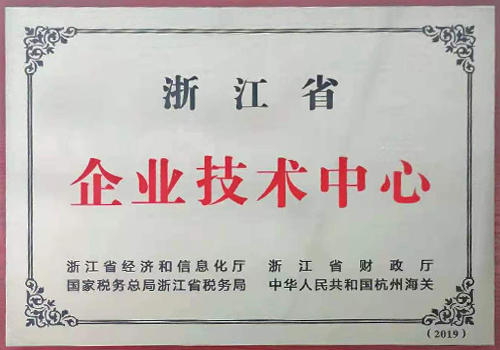 浙江省
企业技术中心
浙江省经济和信息化厅 浙江省财政厅
国家税务总局浙江省税务局 中华人民共和国杭州海关
(2019)